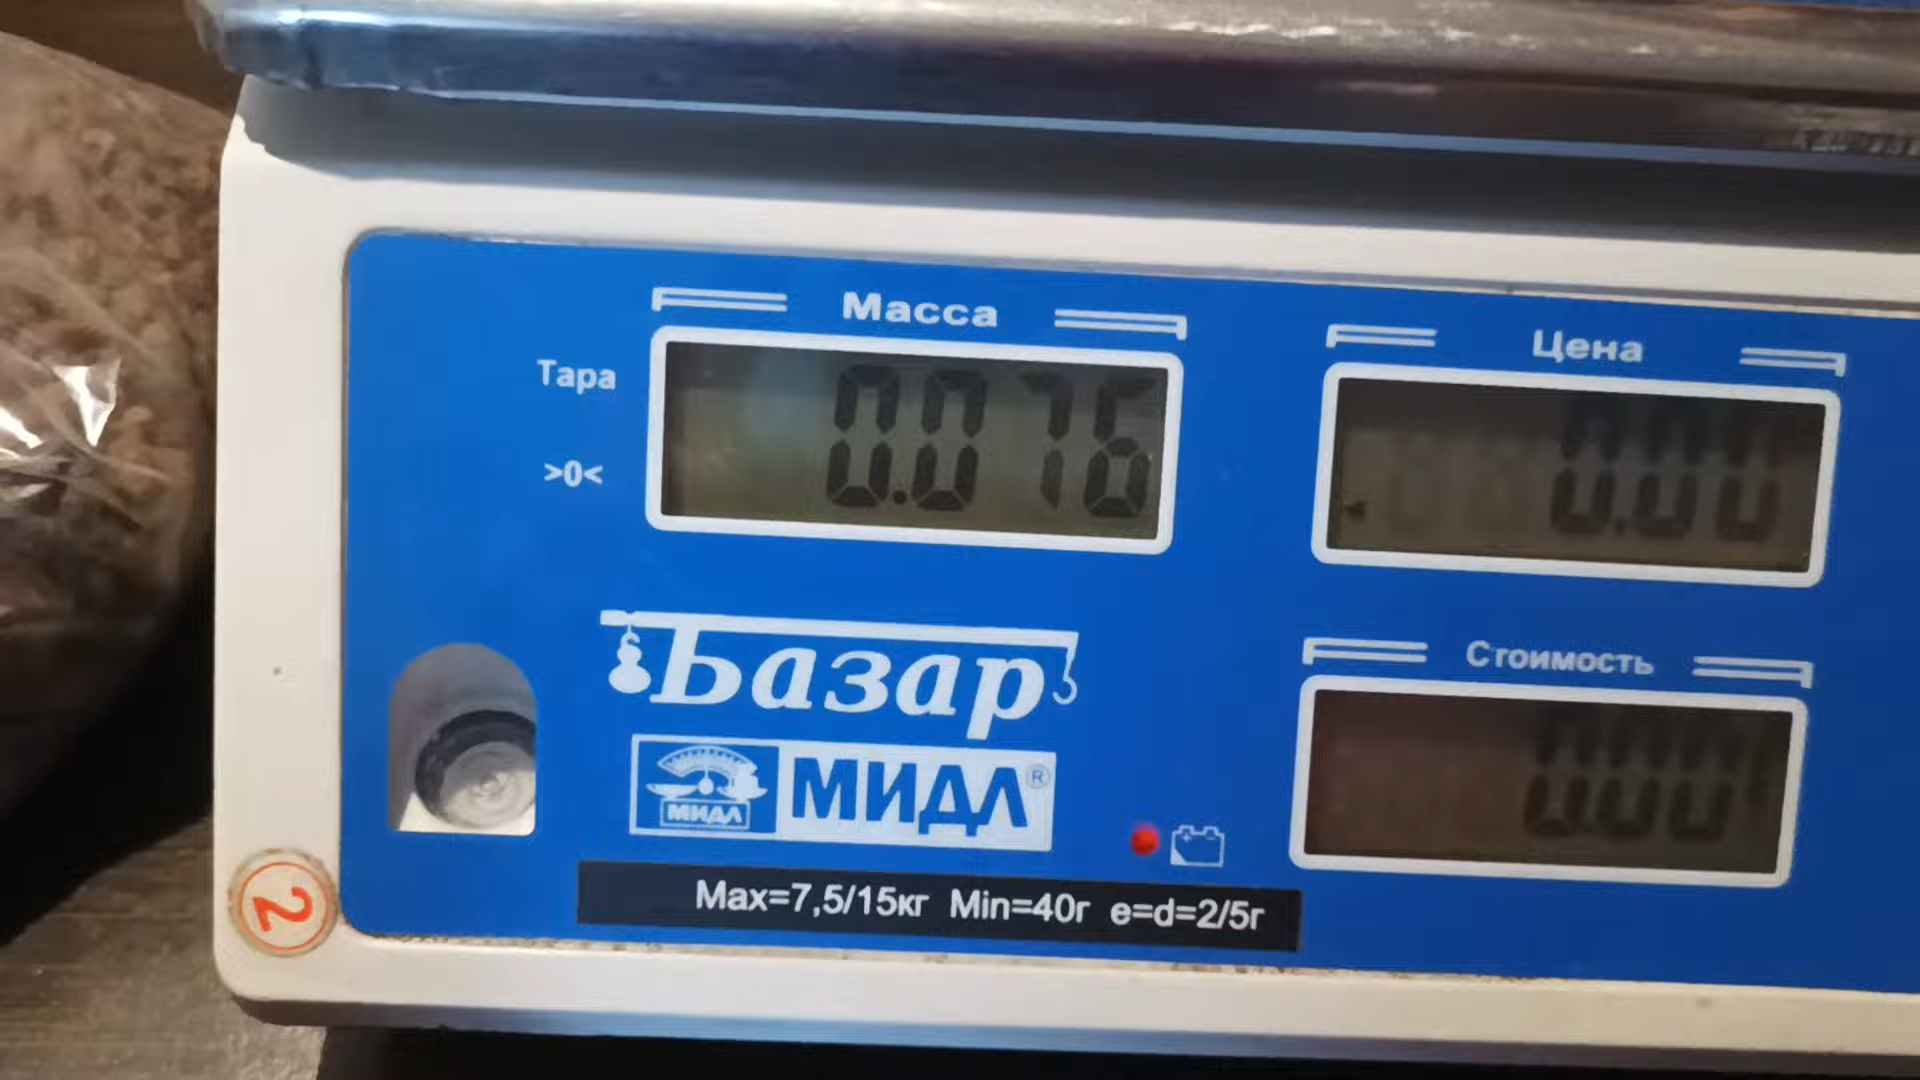 Масса
Цена
Тара
0.076
>0<
0.00
Базар
Стоимость
МИДЛ
МИДЛ®
0.00
Max=7,5/15кг Min=40г e=d=2/5г
2